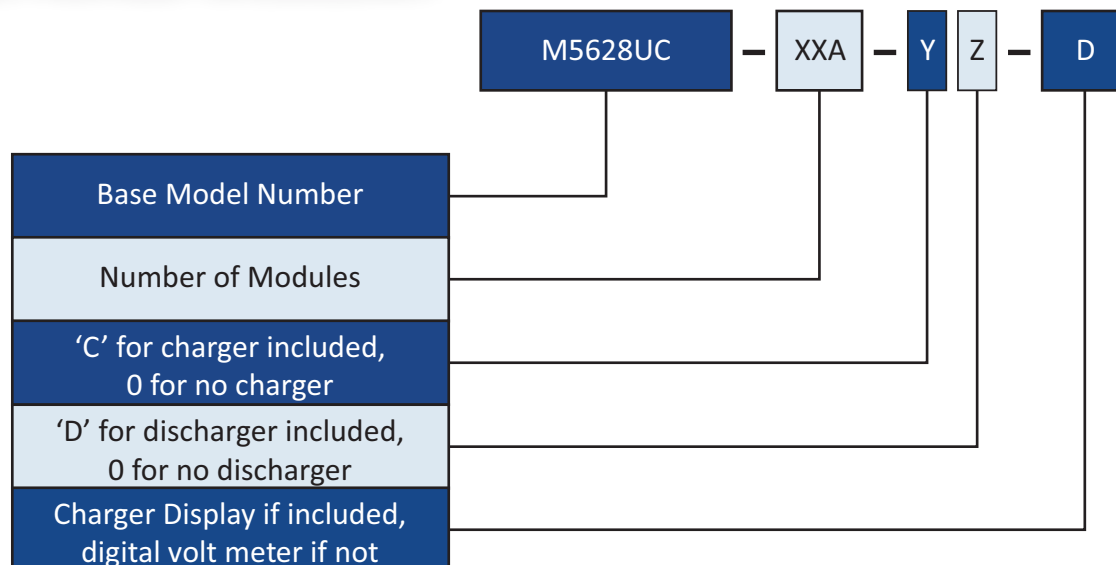 M5628UC – XXA – Y Z – D
Base Model Number
Number of Modules
‘C’ for charger included,
0 for no charger
‘D’ for discharger included,
0 for no discharger
Charger Display if included,
digital volt meter if not